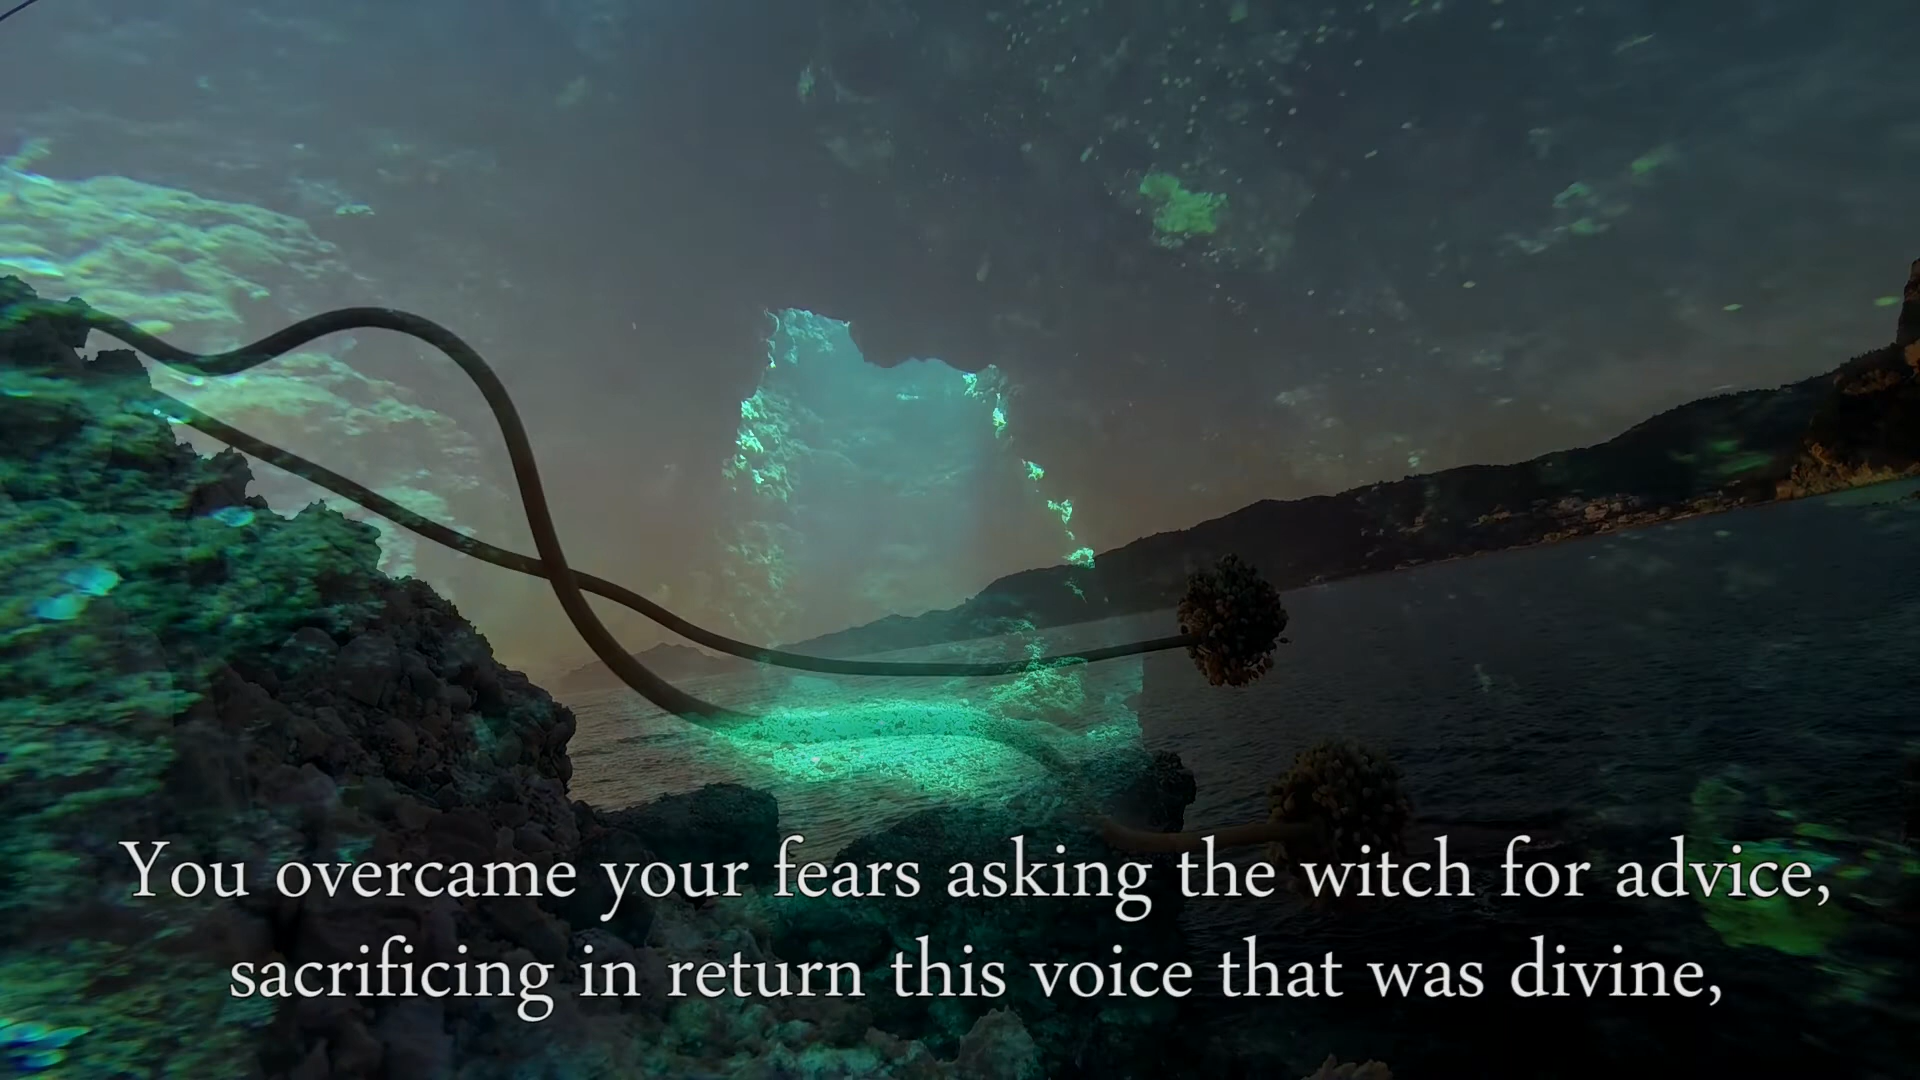 You overcame your fears asking the witch for advice,
sacrificing in return this voice that was divine,